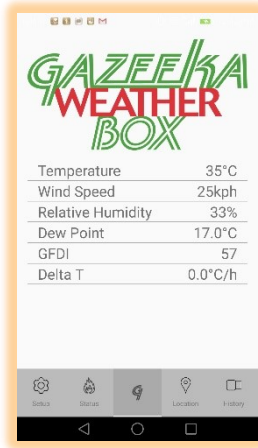 GAZEEKA
WEATHER
BOX
Temperature 35°C
Wind Speed 25kph
Relative Humidity 33%
Dew Point 17.0°C
GFDI 57
Delta T 0.0°C/h
Setup Status G Location History